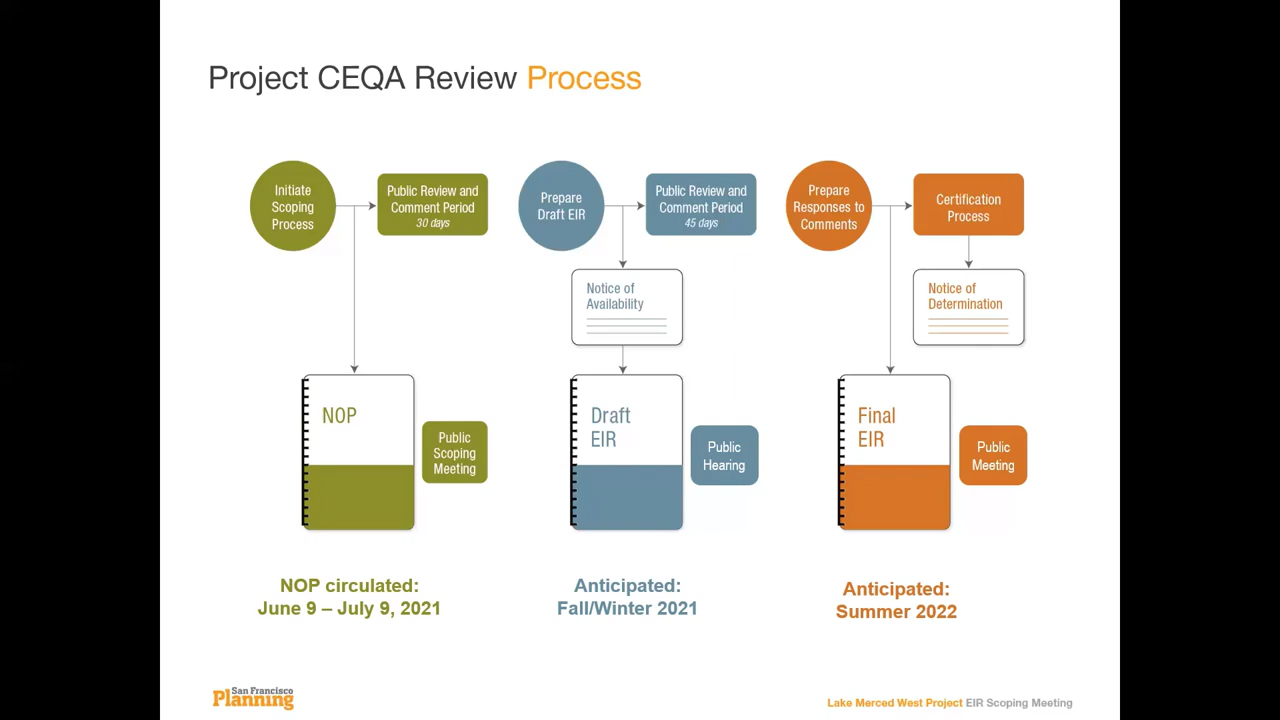 Project CEQA Review Process
Initiate
Scoping
Process
Public Review and
Comment Period
30 days
NOP
Public
Scoping
Meeting
NOP circulated:
June 9 – July 9, 2021
Prepare
Draft EIR
Public Review and
Comment Period
45 days
Notice of
Availability
Draft
EIR
Public
Hearing
Anticipated:
Fall/Winter 2021
Prepare
Responses to
Comments
Certification
Process
Notice of
Determination
Final
EIR
Public
Meeting
Anticipated:
Summer 2022
San Francisco
Planning
Lake Merced West Project EIR Scoping Meeting